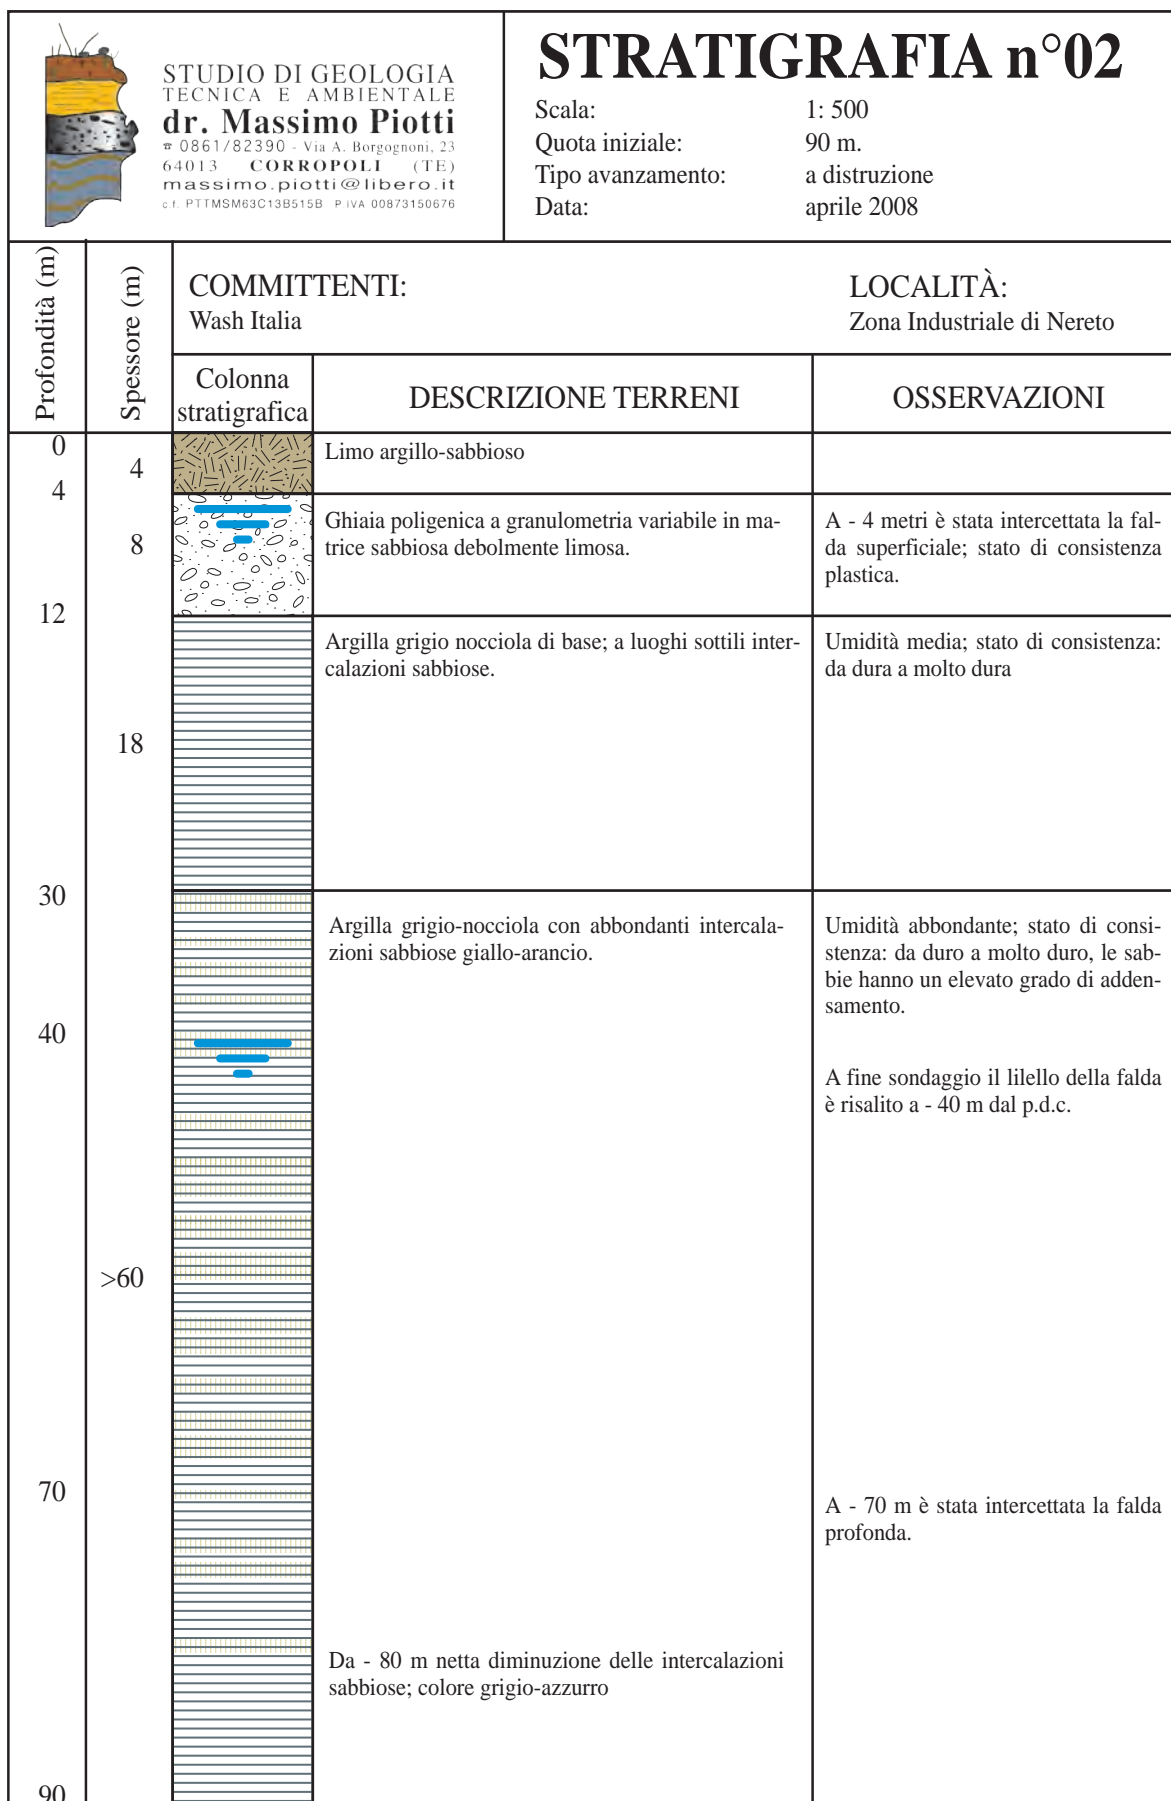 STUDIO DI GEOLOGIA
TECNICA E AMBIENTALE
dr. Massimo Piotti
☎ 0861/82390 - Via A. Borgognoni, 23
64013 CORROPOLI (TE)
massimo.piotti@libero.it
c.f. PTTMSM63C13B515B P.IVA 00873150676
STRATIGRAFIA n°02
Scala: 1: 500
Quota iniziale: 90 m.
Tipo avanzamento: a distruzione
Data: aprile 2008
Profondità (m)
Spessore (m)
COMMITTENTI:
Wash Italia
LOCALITÀ:
Zona Industriale di Nereto
Colonna
stratigrafica
DESCRIZIONE TERRENI
OSSERVAZIONI
0
4
Limo argillo-sabbioso
4
8
Ghiaia poligenica a granulometria variabile in ma-
trice sabbiosa debolmente limosa.
A - 4 metri è stata intercettata la fal-
da superficiale; stato di consistenza
plastica.
12
18
Argilla grigio nocciola di base; a luoghi sottili inter-
calazioni sabbiose.
Umidità media; stato di consistenza:
da dura a molto dura
30
Argilla grigio-nocciola con abbondanti intercala-
zioni sabbiose giallo-arancio.
Umidità abbondante; stato di consi-
stenza: da duro a molto duro, le sab-
bie hanno un elevato grado di adden-
samento.
40
A fine sondaggio il lilello della falda
è risalito a - 40 m dal p.d.c.
>60
70
A - 70 m è stata intercettata la falda
profonda.
Da - 80 m netta diminuzione delle intercalazioni
sabbiose; colore grigio-azzurro
90